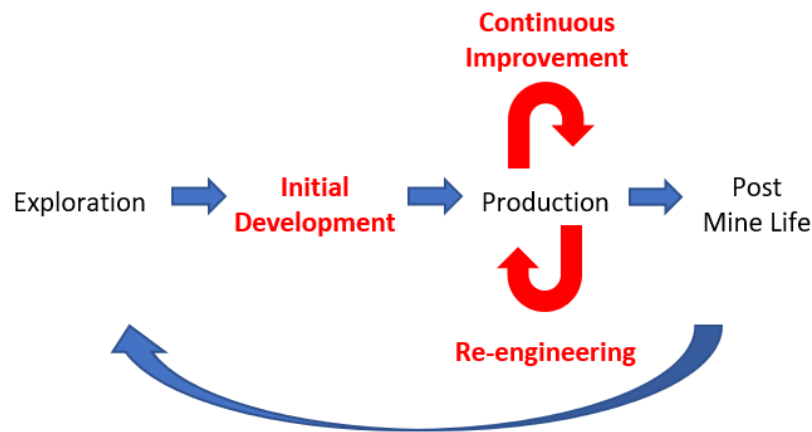 Continuous
Improvement
Exploration
Initial
Development
Production
Post
Mine Life
Re-engineering